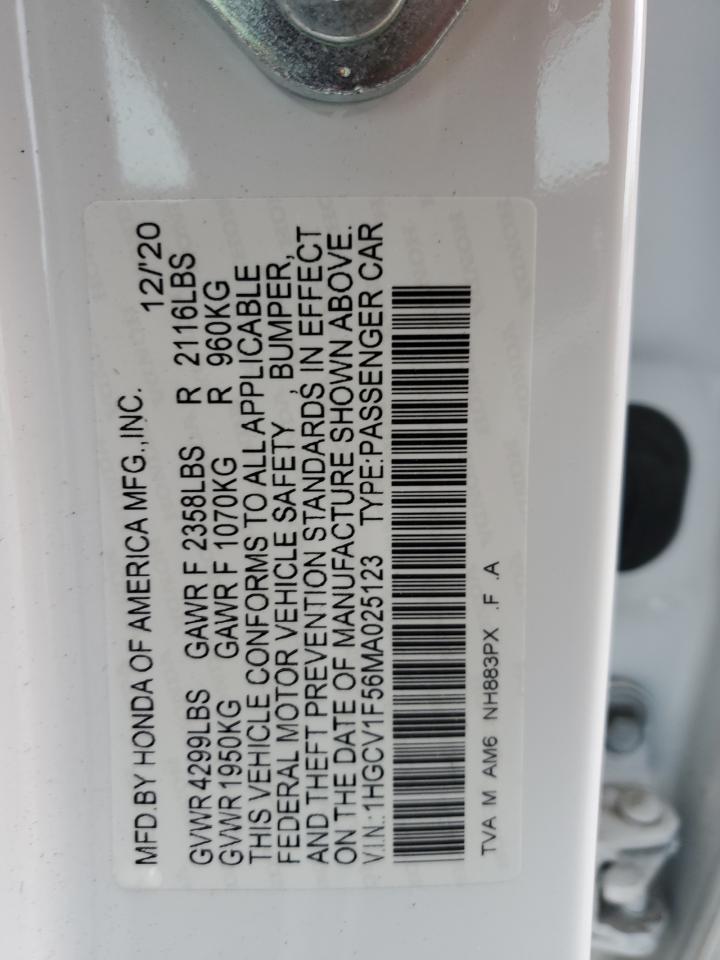 MFD.BY HONDA OF AMERICA MFG.,INC. 12/'20
GVWR 4299LBS GAWR F 2358LBS R 2116LBS
GVWR 1950KG GAWR F 1070KG R 960KG
THIS VEHICLE CONFORMS TO ALL APPLICABLE
FEDERAL MOTOR VEHICLE SAFETY , BUMPER,
AND THEFT PREVENTION STANDARDS IN EFFECT
ON THE DATE OF MANUFACTURE SHOWN ABOVE.
V.I.N.:1HGCV1F56MA025123 TYPE:PASSENGER CAR
TVA M AM6 NH883PX .F .A